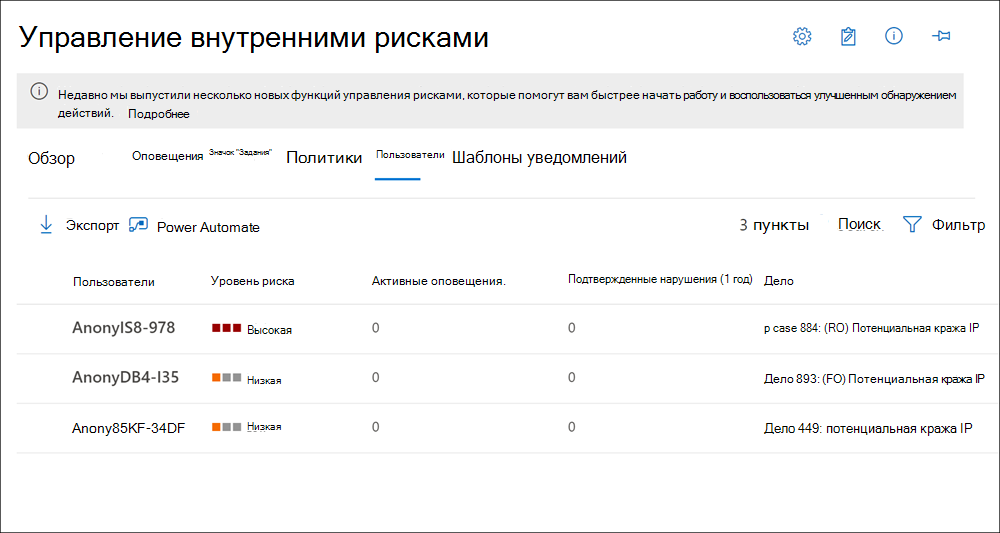 Управление внутренними рисками
Недавно мы выпустили несколько новых функций управления рисками, которые помогут вам быстрее начать работу и воспользоваться улучшенным обнаружением
действий. Подробнее
Обзор Оповещения Значок "Задания" Политики Пользователи Шаблоны уведомлений
Экспорт Power Automate 3 пункты Поиск Фильтр
Пользователи Уровень риска Активные оповещения. Подтвержденные нарушения (1 год) Дело
AnonyIS8-978 Высокая 0 0 р case 884: (RO) Потенциальная кража IP
AnonyDB4-I35 Низкая 0 0 Дело 893: (FO) Потенциальная кража IP
Anony85KF-34DF Низкая 0 0 Дело 449: потенциальная кража IP